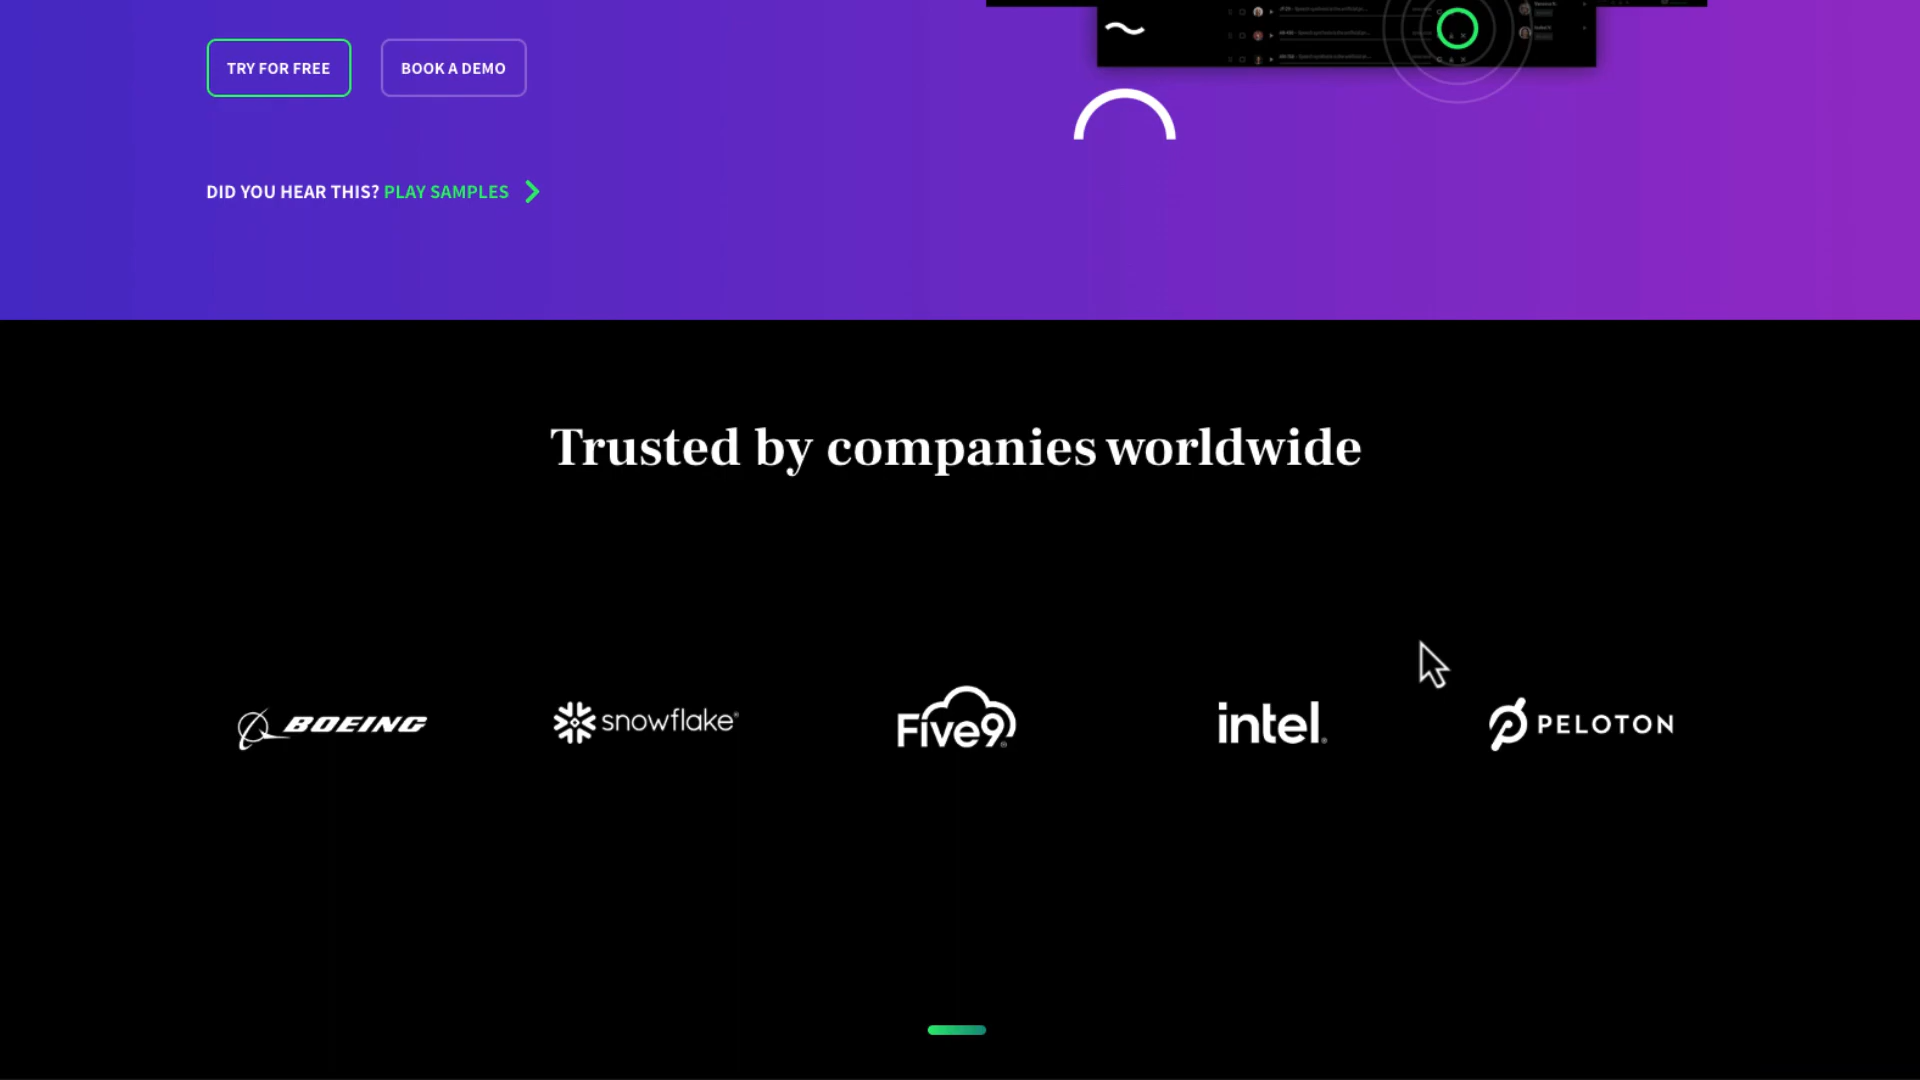 TRY FOR FREE
BOOK A DEMO
DID YOU HEAR THIS? PLAY SAMPLES
Trusted by companies worldwide
BOEING
snowflake®
Five9®
intel®
PELOTON